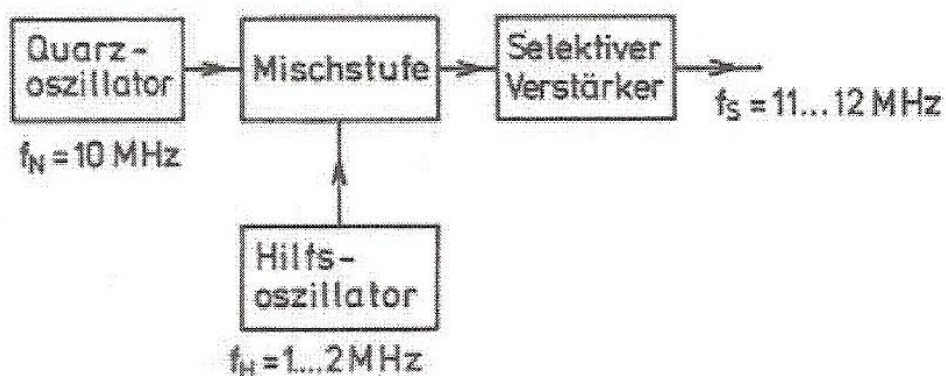 Quarz-
oszillator
f_N = 10 MHz
Mischstufe
Selektiver
Verstärker
f_S = 11...12 MHz
Hilfs-
oszillator
f_H = 1....2 MHz